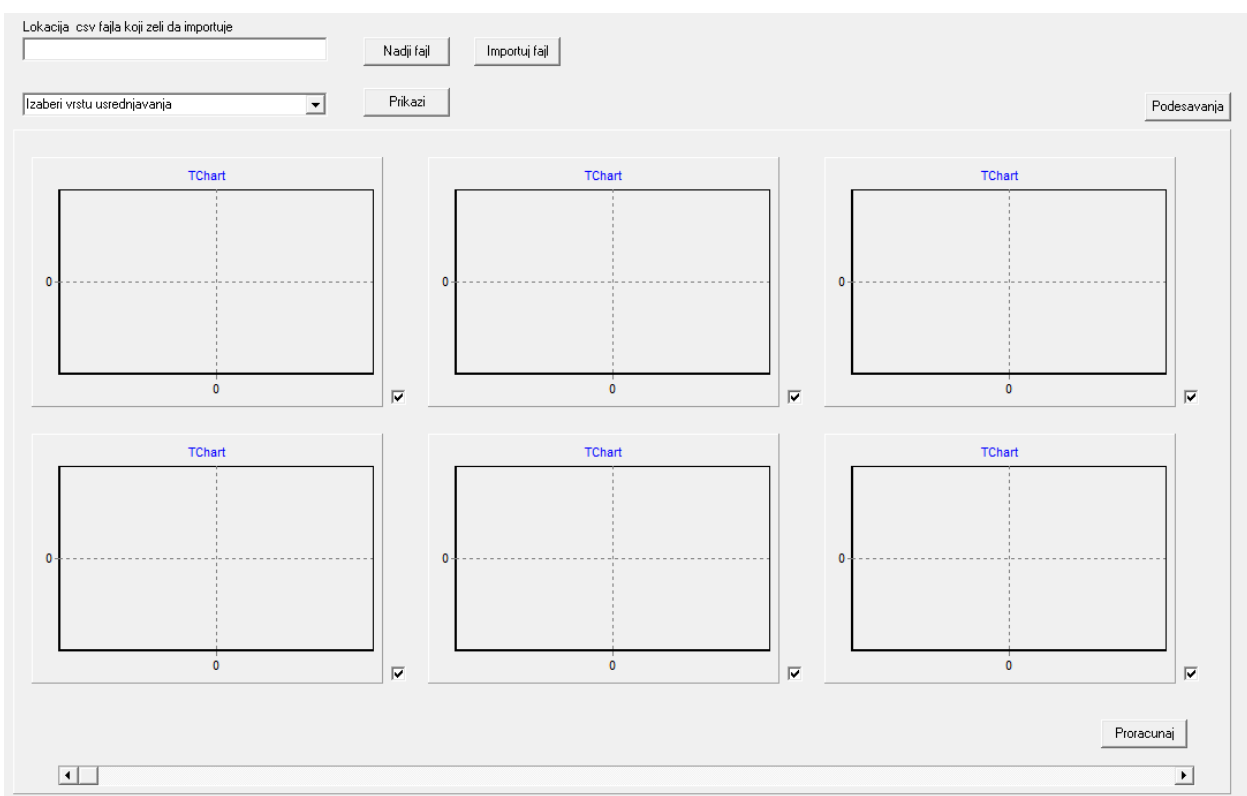 Lokacija csv fajla koji zeli da importuje
Nadji fajl
Importuj fajl
Izaberi vrstu usrednjavanja
Prikazi
Podesavanja
TChart
TChart
TChart
0
0
0
0
0
0
TChart
TChart
TChart
0
0
0
0
0
0
Proracunaj